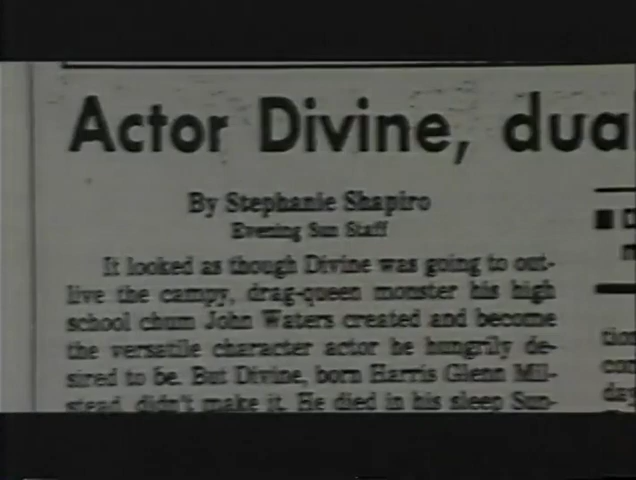 Actor Divine, dua
By Stephanie Shapiro
Evening Sun Staff
It looked as though Divine was going to out-
live the campy, drag-queen monster his high
school chum John Waters created and become
the versatile character actor he hungrily de-
sired to be. But Divine, born Harris Glenn Mil-
stead, didn't make it. He died in his sleep Sun-
tion
con
day